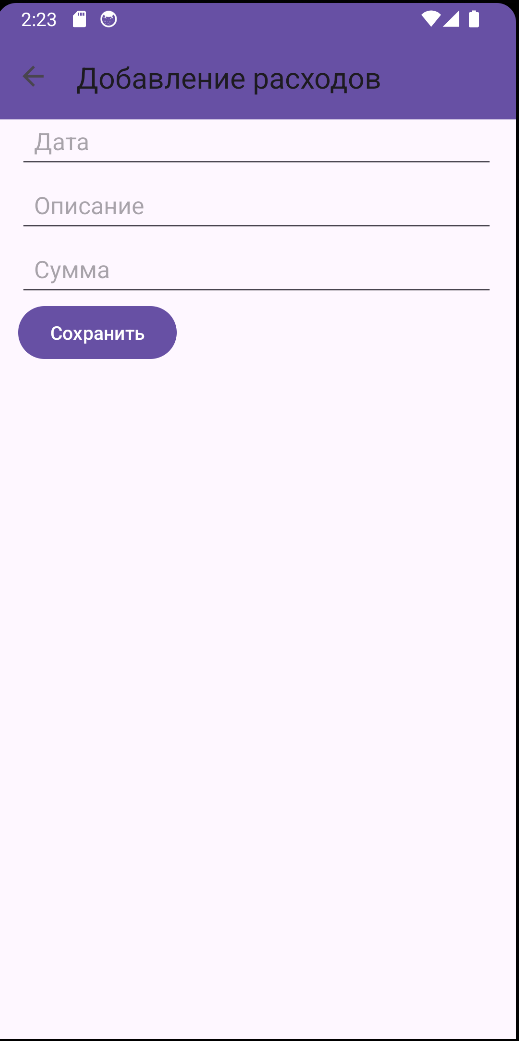 2:23
Добавление расходов
Дата
Описание
Сумма
Сохранить